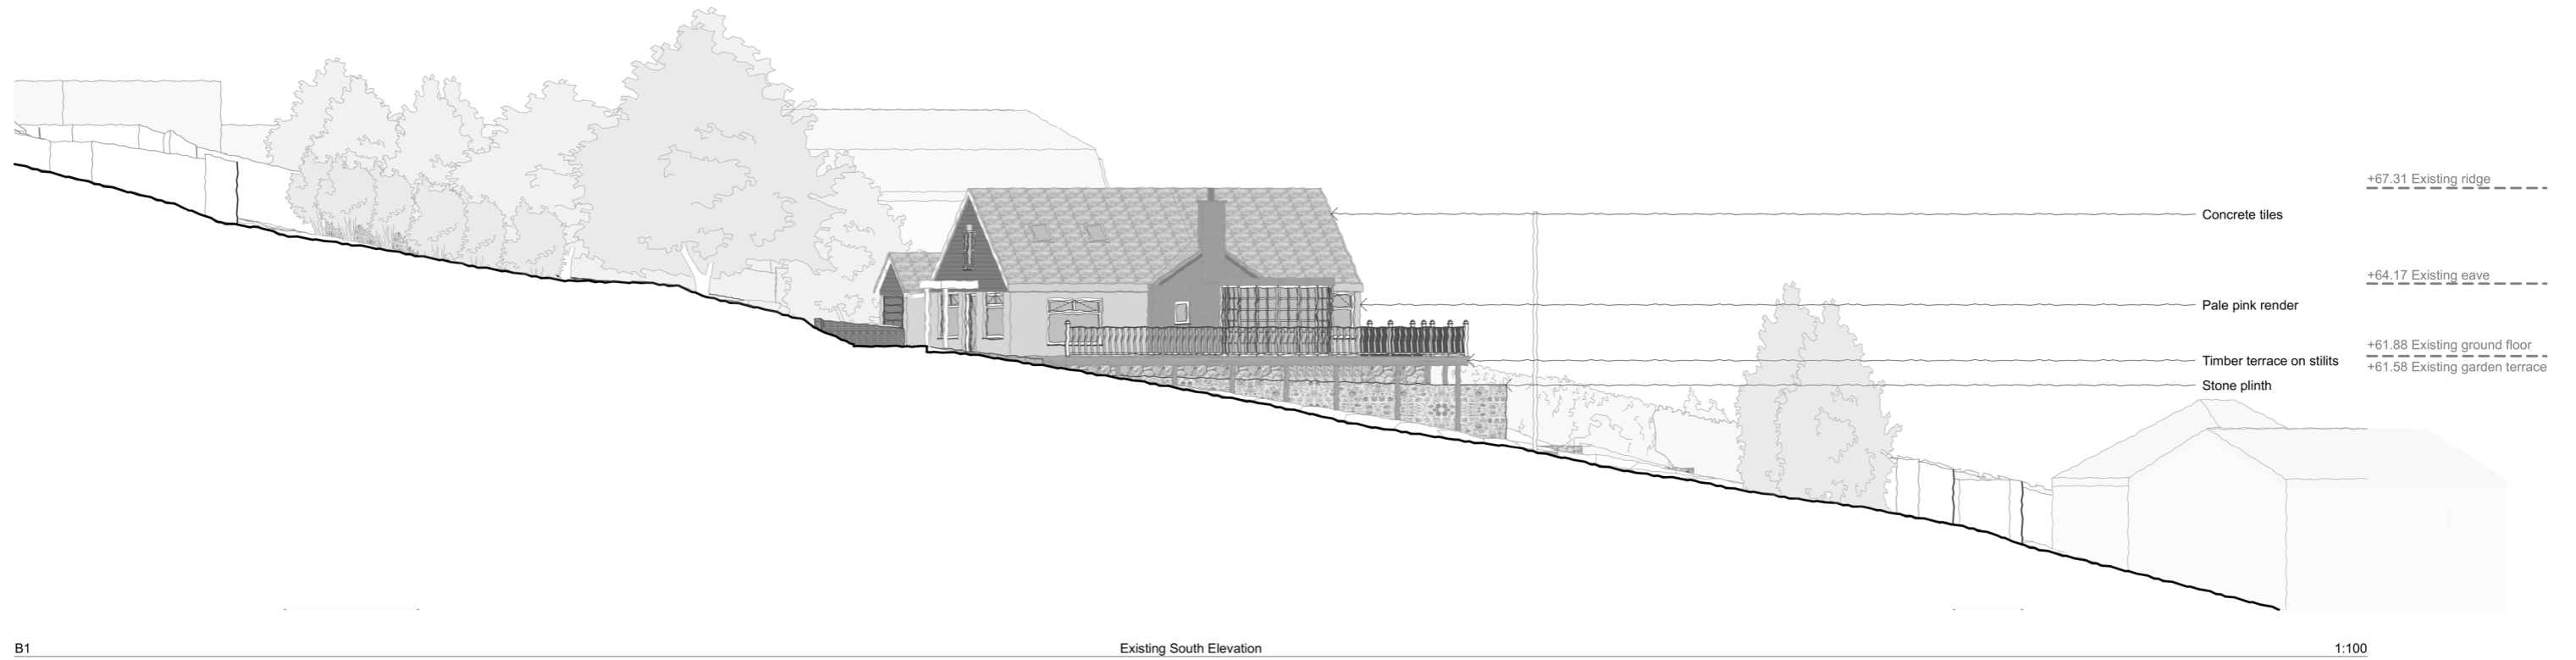 +67.31 Existing ridge
Concrete tiles
+64.17 Existing eave
Pale pink render
+61.88 Existing ground floor
Timber terrace on stilits
+61.58 Existing garden terrace
Stone plinth
B1
Existing South Elevation
1:100